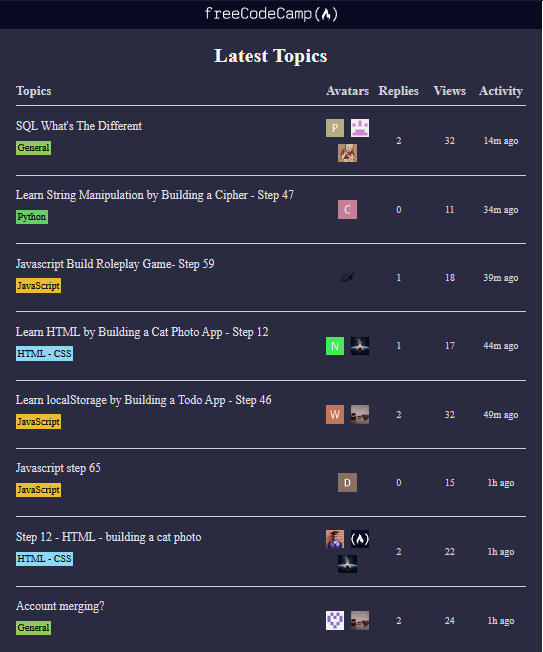 freeCodeCamp(🔥)
Latest Topics
Topics Avatars Replies Views Activity
SQL What's The Different
P
General
2 32 14m ago
Learn String Manipulation by Building a Cipher - Step 47
Python
C 0 11 34m ago
Javascript Build Roleplay Game- Step 59
JavaScript
1 18 39m ago
Learn HTML by Building a Cat Photo App - Step 12
HTML - CSS
N 1 17 44m ago
Learn localStorage by Building a Todo App - Step 46
JavaScript
W 2 32 49m ago
Javascript step 65
JavaScript
D 0 15 1h ago
Step 12 - HTML - building a cat photo
HTML - CSS
(🔥)
2 22 1h ago
Account merging?
General
2 24 1h ago